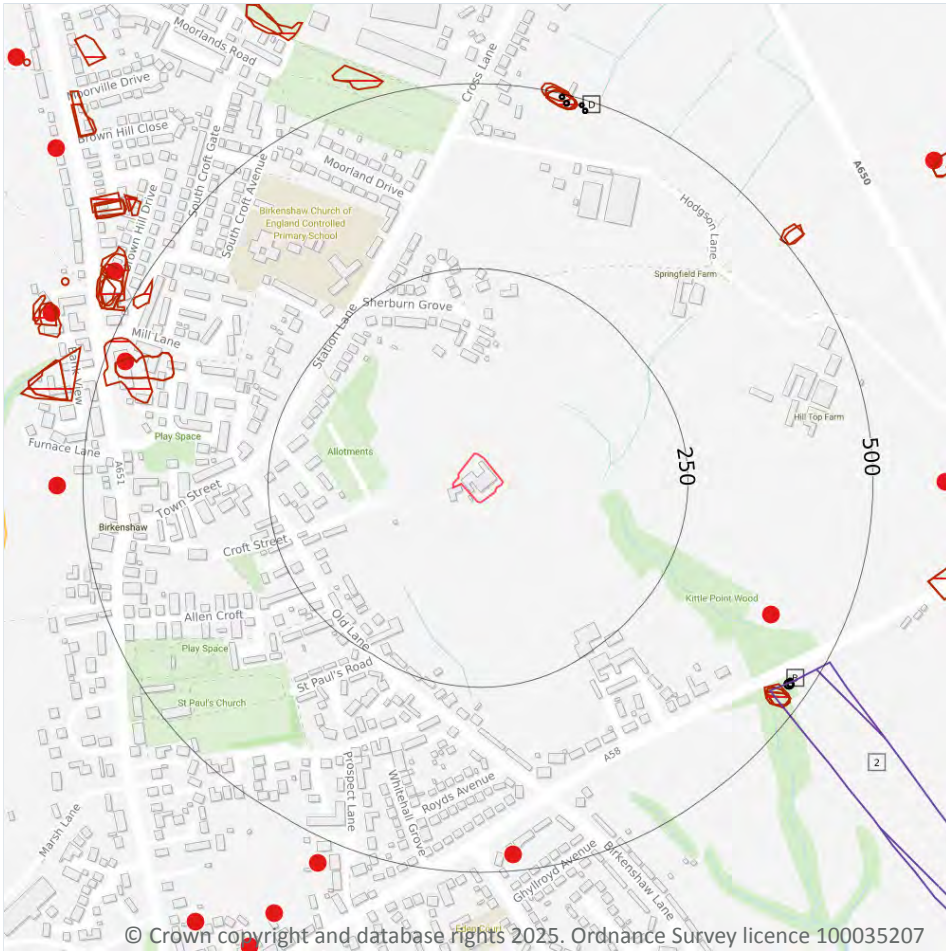 Moorlands Road
Cross Lane
D
Moorville Drive
A650
Brown Hill Close
South Croft Gate
South Croft Avenue
Moorland Drive
Brown Hill Drive
Birkenshaw Church of
England Controlled
Primary School
Hodgson Lane
Springfield Farm
Sherburn Grove
Station Lane
Mill Lane
Bank View
Hill Top Farm
Play Space
Furnace Lane
Allotments
250
500
A651
Town Street
Birkenshaw
Croft Street
Kittle Point Wood
Allen Croft
Old Lane
Play Space
St Paul's Road
St Paul's Church
A58
2
Prospect Lane
Whitehall Grove
Royds Avenue
Marsh Lane
Ghyllroyd Avenue
Birkenshaw Lane
© Crown copyright and database rights 2025. Ordnance Survey licence 100035207